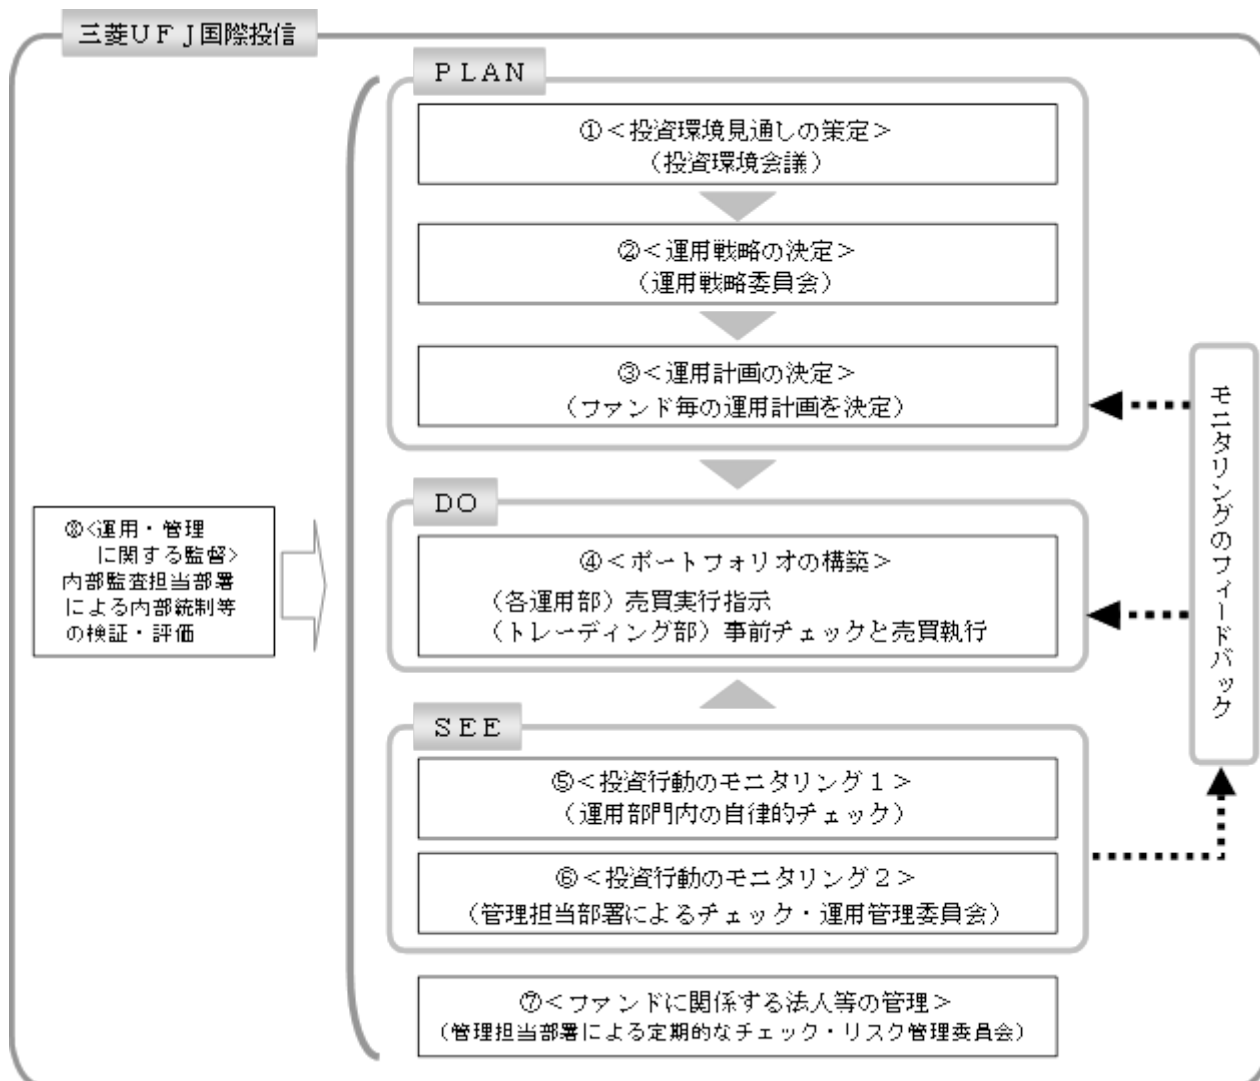 三菱ＵＦＪ国際投信
ＰＬＡＮ
①＜投資環境見通しの策定＞
（投資環境会議）
②＜運用戦略の決定＞
（運用戦略委員会）
③＜運用計画の決定＞
（ファンド毎の運用計画を決定）
ＤＯ
④＜ポートフォリオの構築＞
（各運用部）売買実行指示
（トレーディング部）事前チェックと売買執行
ＳＥＥ
⑤＜投資行動のモニタリング１＞
（運用部門内の自律的チェック）
⑥＜投資行動のモニタリング２＞
（管理担当部署によるチェック・運用管理委員会）
⑦＜ファンドに関係する法人等の管理＞
（管理担当部署による定期的なチェック・リスク管理委員会）
⑧<運用・管理
に関する監督>
内部監査担当部署
による内部統制等
の検証・評価
モニタリングのフィードバック